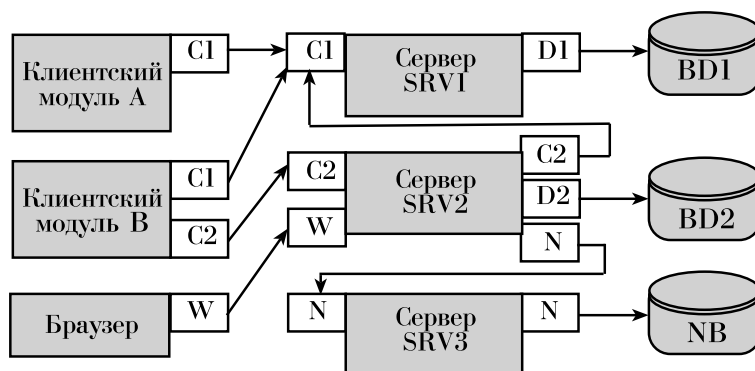 Клиентский
модуль A
C1
C1
Сервер
SRV1
D1
BD1
Клиентский
модуль B
C1
C2
C2
W
Сервер
SRV2
C2
D2
N
BD2
Браузер
W
N
Сервер
SRV3
N
NB